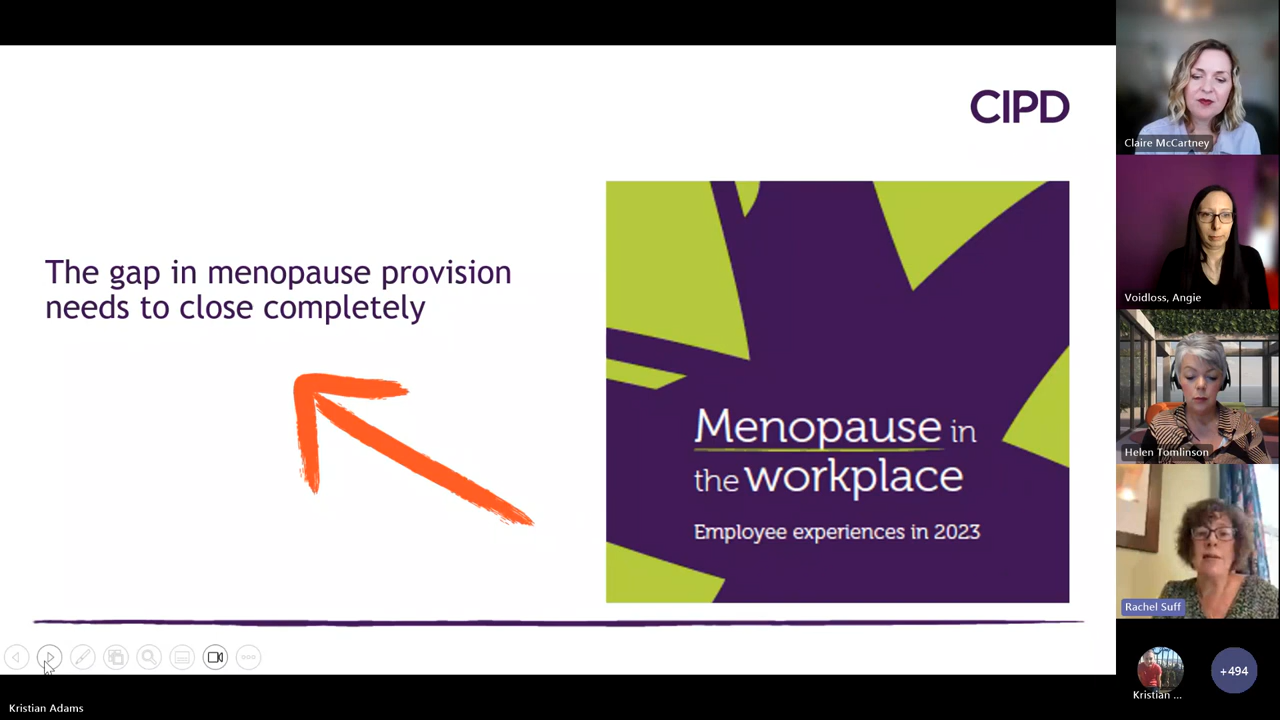 CIPD
The gap in menopause provision
needs to close completely
Menopause in
the workplace
Employee experiences in 2023
Claire McCartney
Voidloss, Angie
Helen Tomlinson
Rachel Suff
Kristian ...
+494
Kristian Adams